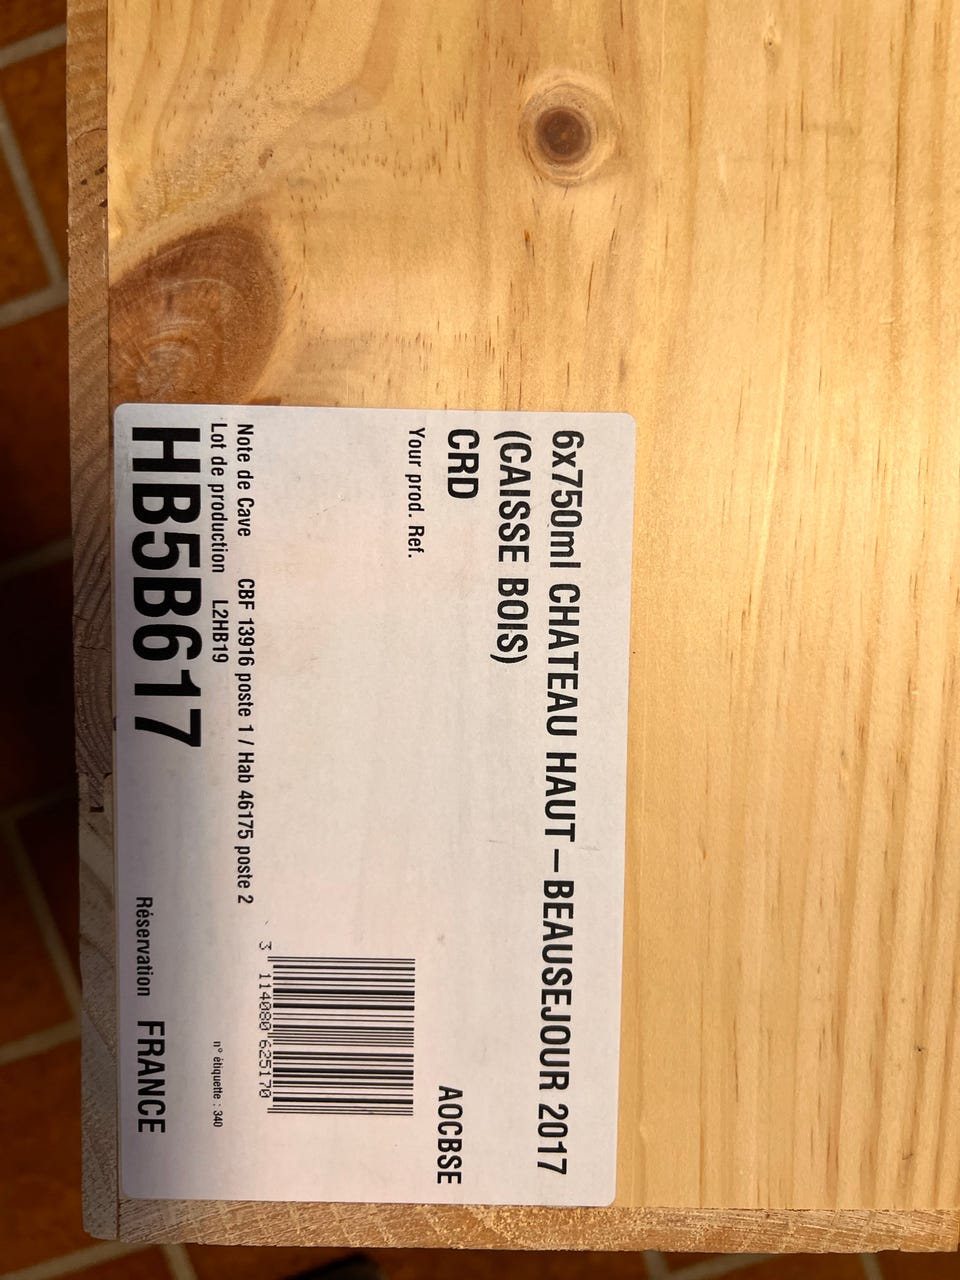 6x750ml CHATEAU HAUT-BEAUSEJOUR 2017
(CAISSE BOIS)
CRD AOCBSE
Your prod. Ref.
3 114080 625170
Note de Cave CBF 13916 poste 1 / Hab 46175 poste 2
Lot de production L2HB19 n° étiquette : 340
HB5B617 Réservation FRANCE